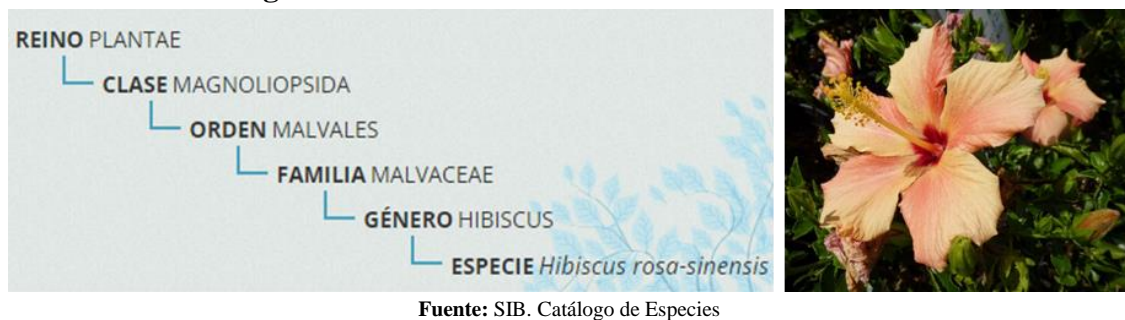 REINO PLANTAE
CLASE MAGNOLIOPSIDA
ORDEN MALVALES
FAMILIA MALVACEAE
GÉNERO HIBISCUS
ESPECIE Hibiscus rosa-sinensis
Fuente: SIB. Catálogo de Especies